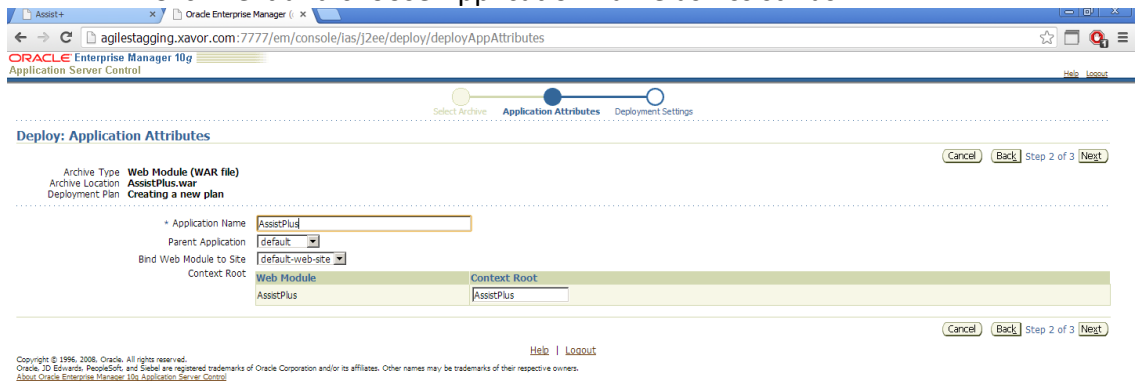 Assist+
Oracle Enterprise Manager (
agilestagging.xavor.com:7777/em/console/ias/j2ee/deploy/deployAppAttributes
ORACLE Enterprise Manager 10g
Application Server Control
Help Logout
Select Archive Application Attributes Deployment Settings
Deploy: Application Attributes
Cancel Back Step 2 of 3 Next
Archive Type Web Module (WAR file)
Archive Location AssistPlus.war
Deployment Plan Creating a new plan
* Application Name AssistPlus
Parent Application default
Bind Web Module to Site default-web-site
Context Root
Web Module Context Root
AssistPlus AssistPlus
Cancel Back Step 2 of 3 Next
Help | Logout
Copyright © 1996, 2008, Oracle. All rights reserved.
Oracle, JD Edwards, PeopleSoft, and Siebel are registered trademarks of Oracle Corporation and/or its affiliates. Other names may be trademarks of their respective owners.
About Oracle Enterprise Manager 10g Application Server Control